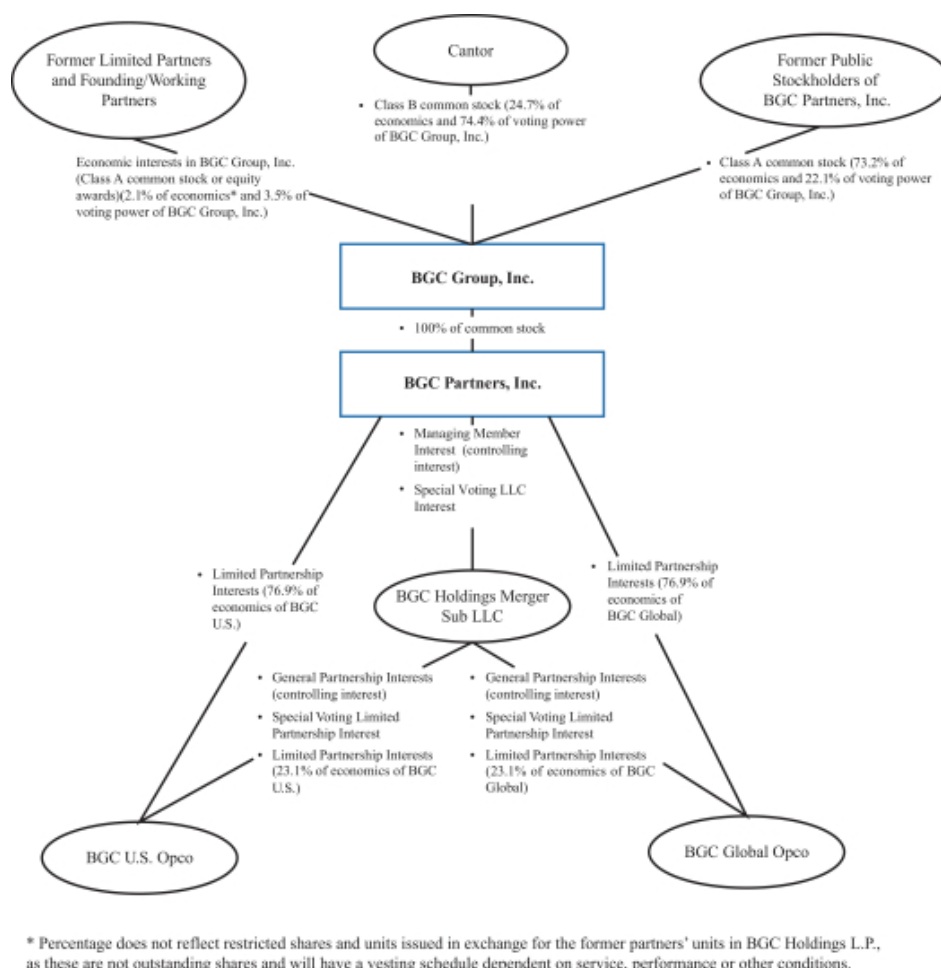 Former Limited Partners
and Founding/Working
Partners
Cantor
Former Public
Stockholders of
BGC Partners, Inc.
• Class B common stock (24.7% of
economics and 74.4% of voting power
of BGC Group, Inc.)
Economic interests in BGC Group, Inc.
(Class A common stock or equity
awards)(2.1% of economics* and 3.5% of
voting power of BGC Group, Inc.)
• Class A common stock (73.2% of
economics and 22.1% of voting power
of BGC Group, Inc.)
BGC Group, Inc.
• 100% of common stock
BGC Partners, Inc.
• Managing Member
Interest (controlling
interest)
• Special Voting LLC
Interest
• Limited Partnership
Interests (76.9% of
economics of BGC
U.S.)
BGC Holdings Merger
Sub LLC
• Limited Partnership
Interests (76.9% of
economics of
BGC Global)
• General Partnership Interests
(controlling interest)
• Special Voting Limited
Partnership Interest
• Limited Partnership Interests
(23.1% of economics of BGC
U.S.)
• General Partnership Interests
(controlling interest)
• Special Voting Limited
Partnership Interest
• Limited Partnership Interests
(23.1% of economics of BGC
Global)
BGC U.S. Opco
BGC Global Opco
* Percentage does not reflect restricted shares and units issued in exchange for the former partners' units in BGC Holdings L.P.,
as these are not outstanding shares and will have a vesting schedule dependent on service, performance or other conditions.